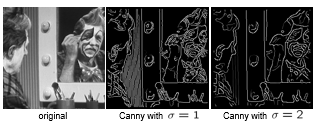 original
Canny with σ = 1
Canny with σ = 2